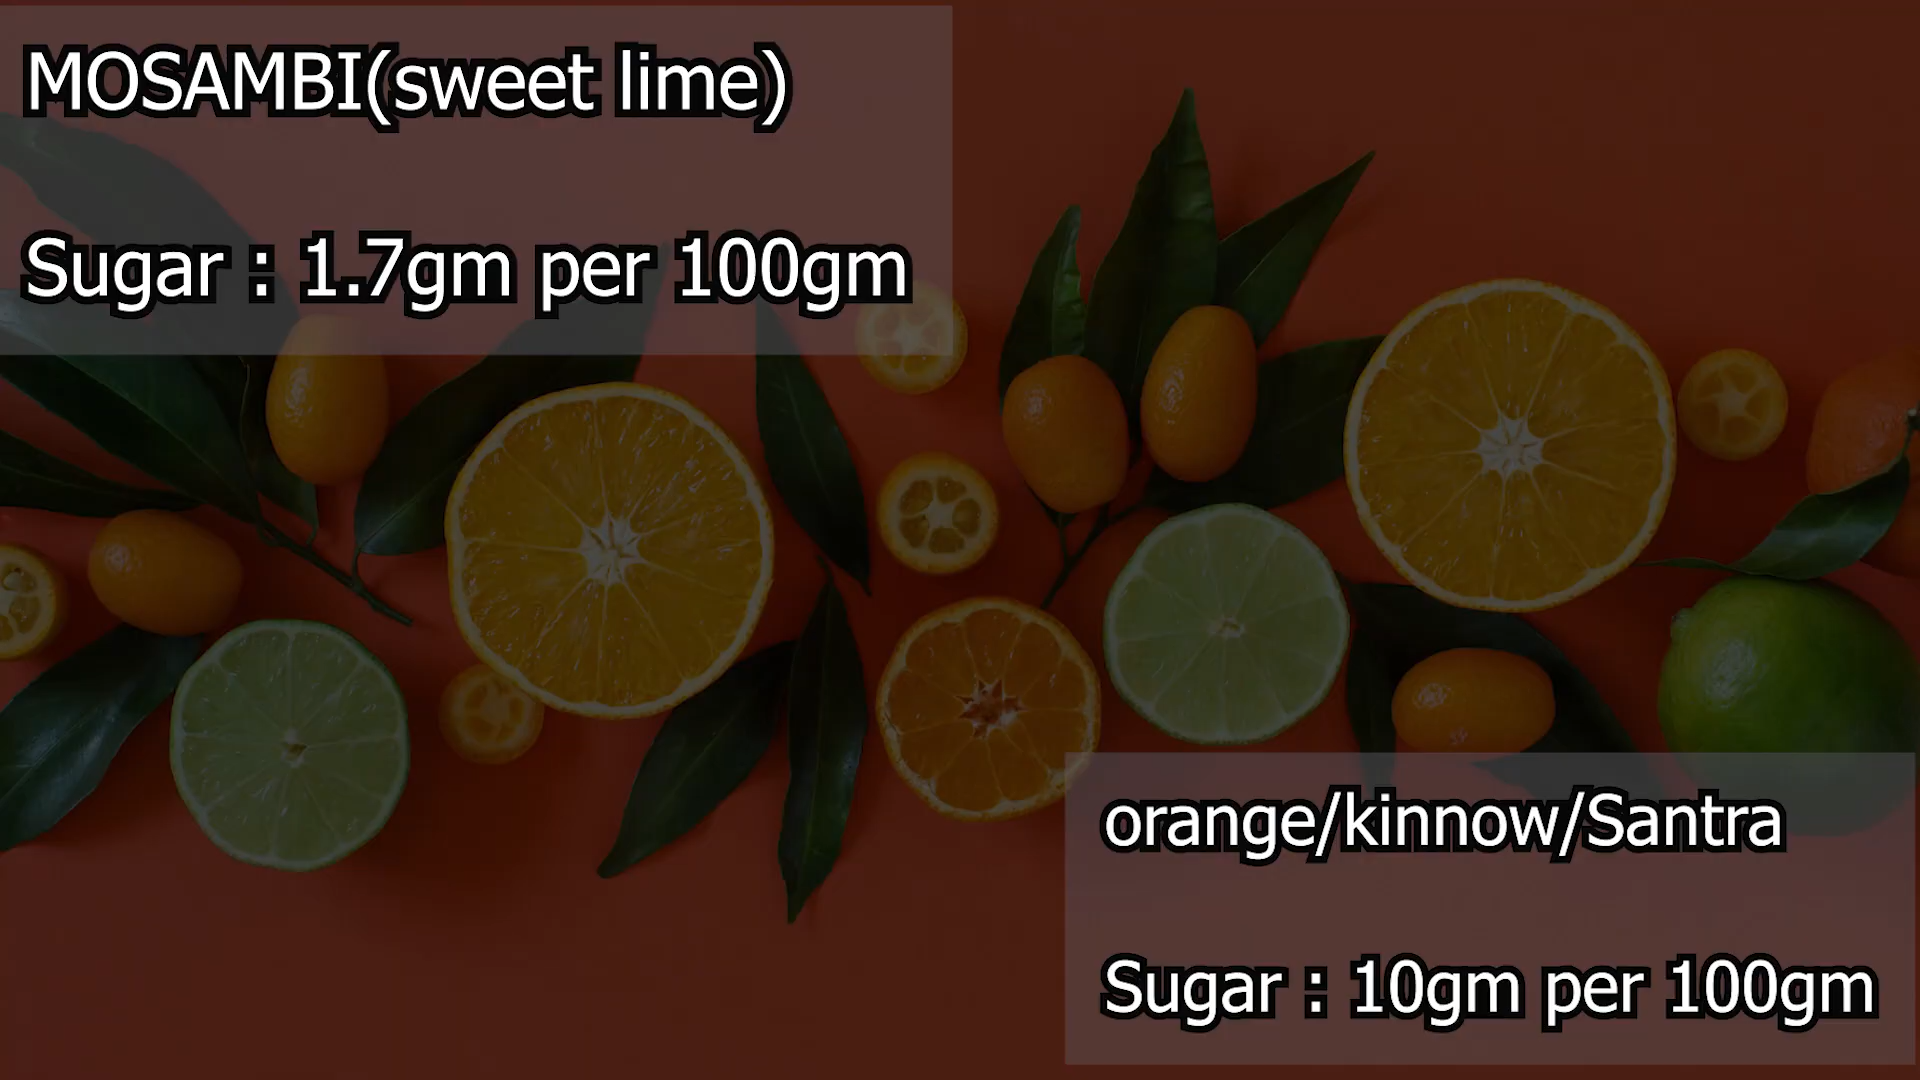 MOSAMBI(sweet lime)
Sugar : 1.7gm per 100gm
orange/kinnow/Santra
Sugar : 10gm per 100gm